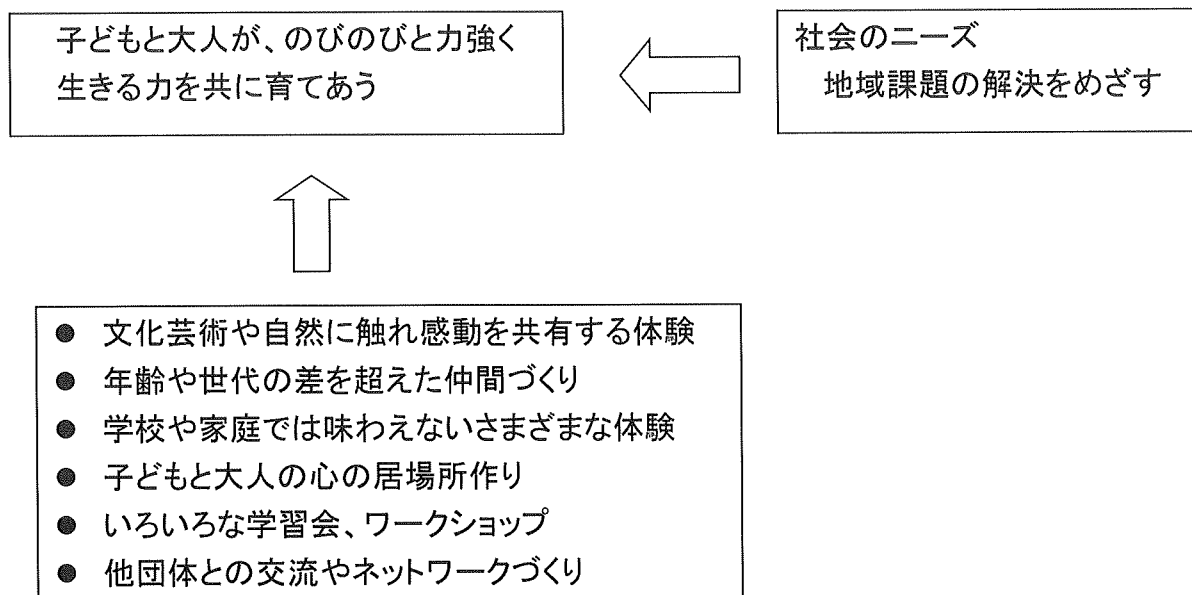 子どもと大人が、のびのびと力強く
生きる力を共に育てあう
社会のニーズ
地域課題の解決をめざす
● 文化芸術や自然に触れ感動を共有する体験
● 年齢や世代の差を超えた仲間づくり
● 学校や家庭では味わえないさまざまな体験
● 子どもと大人の心の居場所作り
● いろいろな学習会、ワークショップ
● 他団体との交流やネットワークづくり